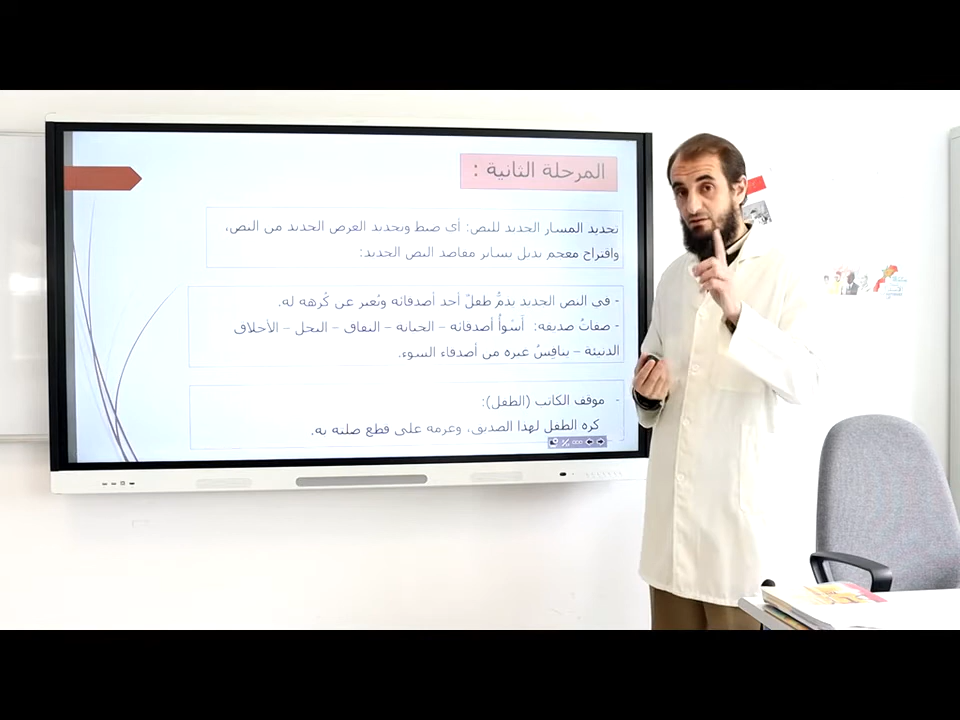 المرحلة الثانية :
تحديد المسار الجديد للنص: أي ضبط وتحديد الغرض الجديد من النص،
واقتراح معجم بديل يساير مقاصد النص الجديد:
- في النص الجديد يذمُّ طفلٌ أحد أصدقائه ويُعبر عن كُرهه له.
- صفاتُ صديقه: أَسْوأُ أصدقائه – الخيانة – النفاق – البخل – الأخلاق
الدنيئة – ينافِسُ غيره من أصدقاء السوء.
- موقف الكاتب (الطفل):
كره الطفل لهذا الصديق، وعزمه على قطع صلته به.